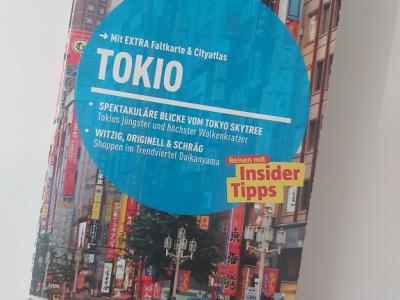 → Mit EXTRA Faltkarte & Cityatlas
TOKIO
• SPEKTAKULÄRE BLICKE VOM TOKYO SKYTREE
Tokios jüngster und höchster Wolkenkratzer
• WITZIG, ORIGINELL & SCHRÄG
Shoppen im Trendviertel Daikanyama
Reisen mit
Insider
Tipps